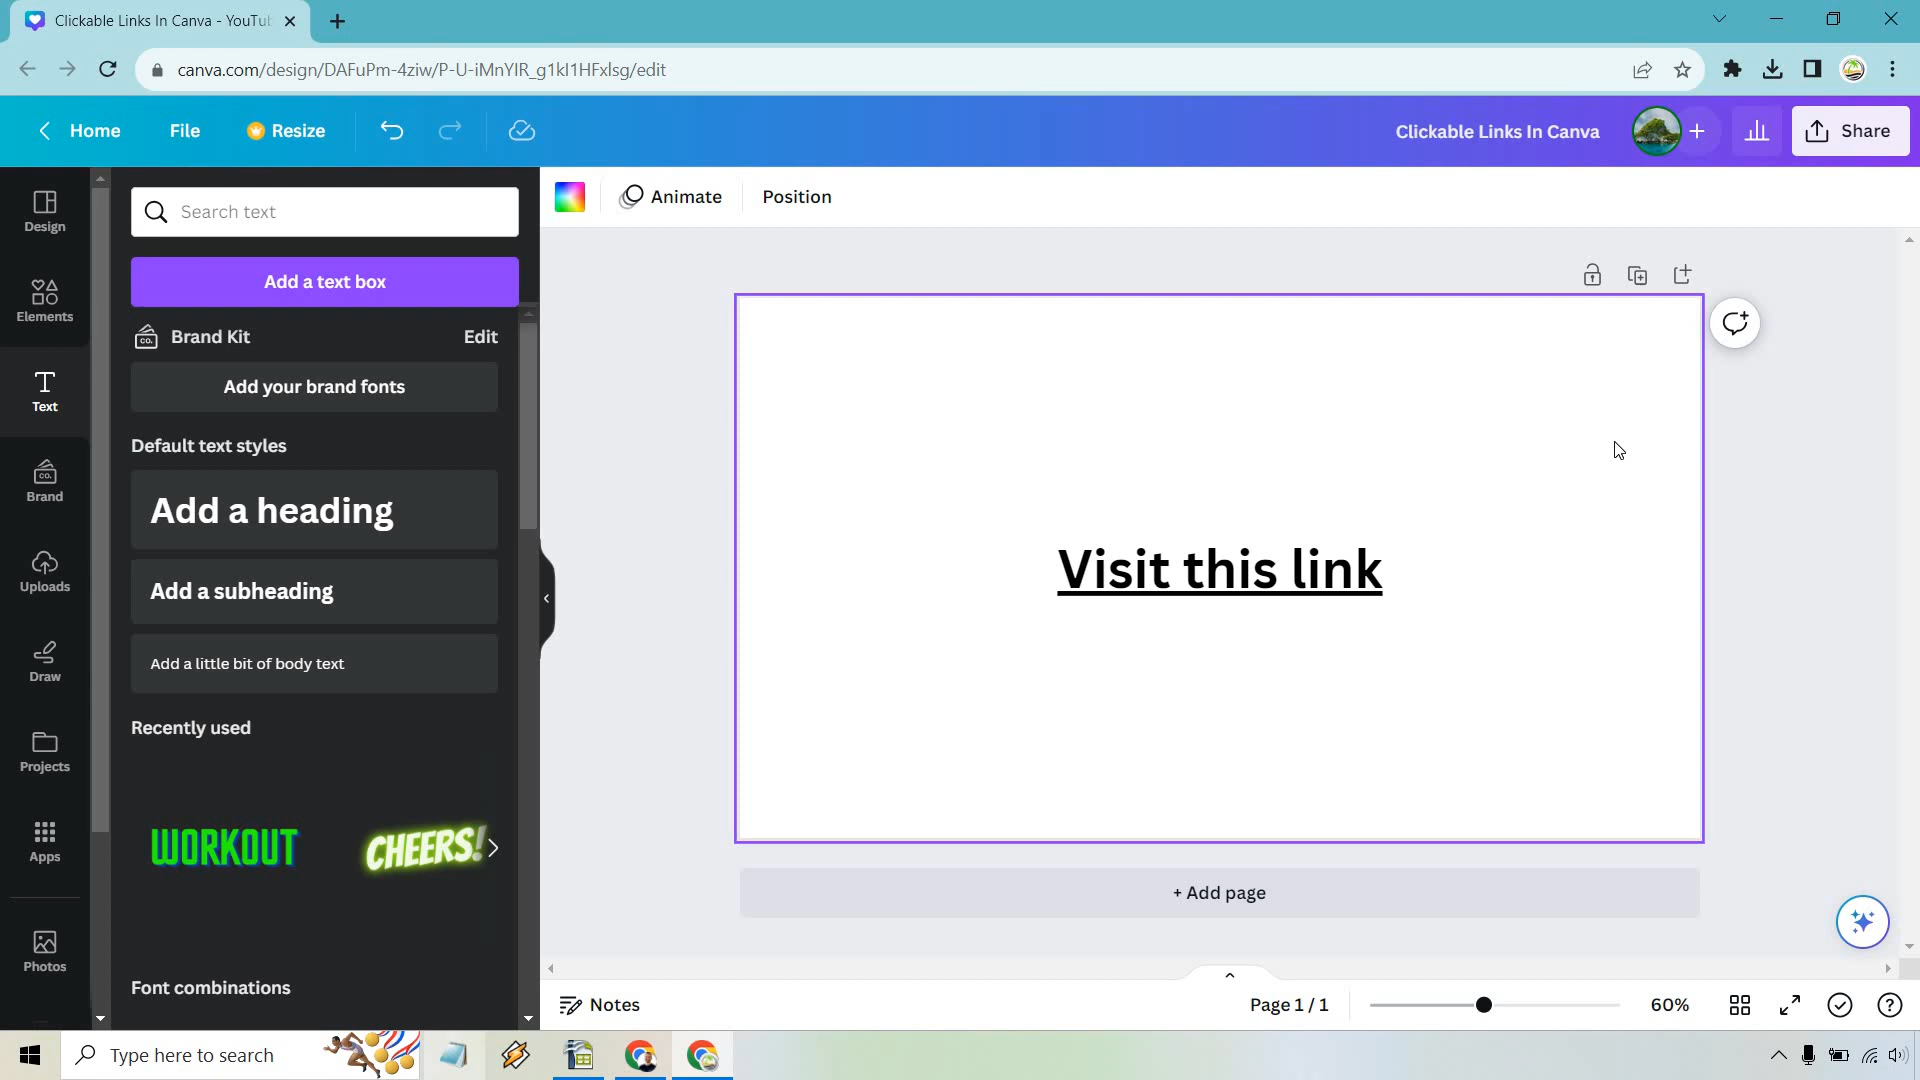 Clickable Links In Canva - YouTu
canva.com/design/DAFuPm-4ziw/P-U-iMnYIR_g1kI1HFxlsg/edit
Home
File
Resize
Clickable Links In Canva
Share
Design
Elements
Text
Brand
Uploads
Draw
Projects
Apps
Photos
Search text
Add a text box
CO.
Brand Kit
Edit
Add your brand fonts
Default text styles
Add a heading
Add a subheading
Add a little bit of body text
Recently used
WORKOUT
CHEERS!
Font combinations
Animate
Position
Visit this link
+ Add page
Notes
Page 1 / 1
60%
Type here to search